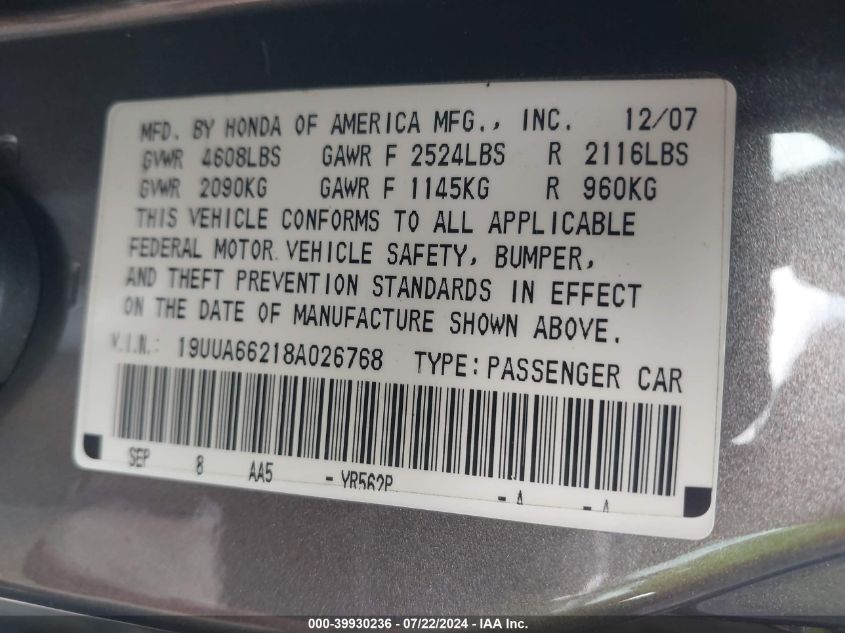 MFD. BY HONDA OF AMERICA MFG., INC. 12/07
GVWR 4608LBS GAWR F 2524LBS R 2116LBS
GVWR 2090KG GAWR F 1145KG R 960KG
THIS VEHICLE CONFORMS TO ALL APPLICABLE
FEDERAL MOTOR VEHICLE SAFETY, BUMPER,
AND THEFT PREVENTION STANDARDS IN EFFECT
ON THE DATE OF MANUFACTURE SHOWN ABOVE.
V.I.N.: 19UUA66218A026768 TYPE: PASSENGER CAR
SEP 8 AA5 - YR562P - A - A
000-39930236 - 07/22/2024 - IAA Inc.